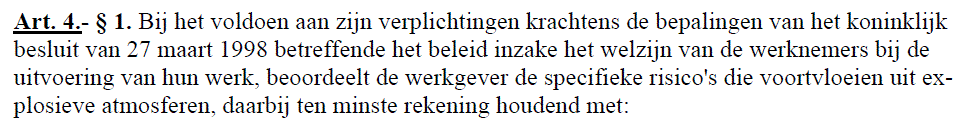 Art. 4.- § 1. Bij het voldoen aan zijn verplichtingen krachtens de bepalingen van het koninklijk
besluit van 27 maart 1998 betreffende het beleid inzake het welzijn van de werknemers bij de
uitvoering van hun werk, beoordeelt de werkgever de specifieke risico's die voortvloeien uit ex-
plosieve atmosferen, daarbij ten minste rekening houdend met: